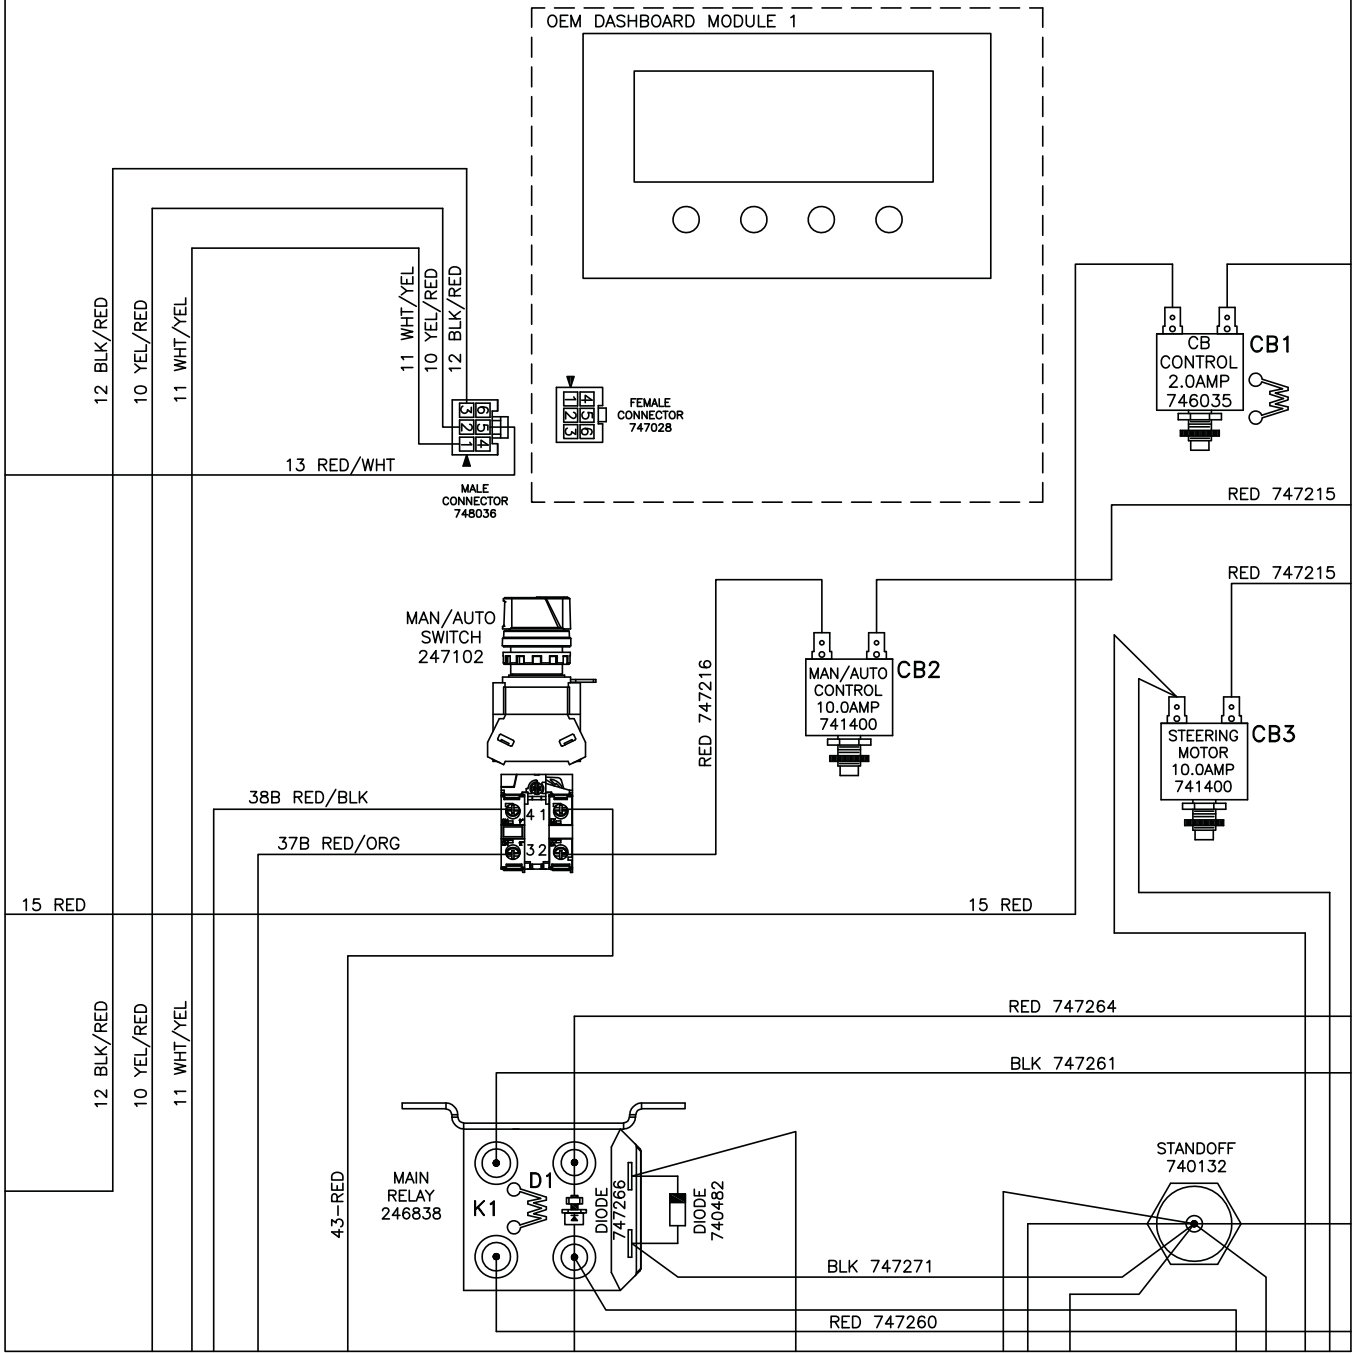 OEM DASHBOARD MODULE 1
12 BLK/RED
10 YEL/RED
11 WHT/YEL
11 WHT/YEL
10 YEL/RED
12 BLK/RED
3 6
2 5
1 4
13 RED/WHT
MALE
CONNECTOR
748036
1 4
2 5
3 6
FEMALE
CONNECTOR
747028
CB
CONTROL
2.0AMP
746035
CB1
RED 747215
RED 747215
MAN/AUTO
SWITCH
247102
RED 747216
MAN/AUTO
CONTROL
10.0AMP
741400
CB2
STEERING
MOTOR
10.0AMP
741400
CB3
38B RED/BLK
4 1
37B RED/ORG
3 2
15 RED
15 RED
12 BLK/RED
10 YEL/RED
11 WHT/YEL
RED 747264
BLK 747261
43-RED
MAIN
RELAY
246838
K1
D1
DIODE
747266
DIODE
740482
STANDOFF
740132
BLK 747271
RED 747260